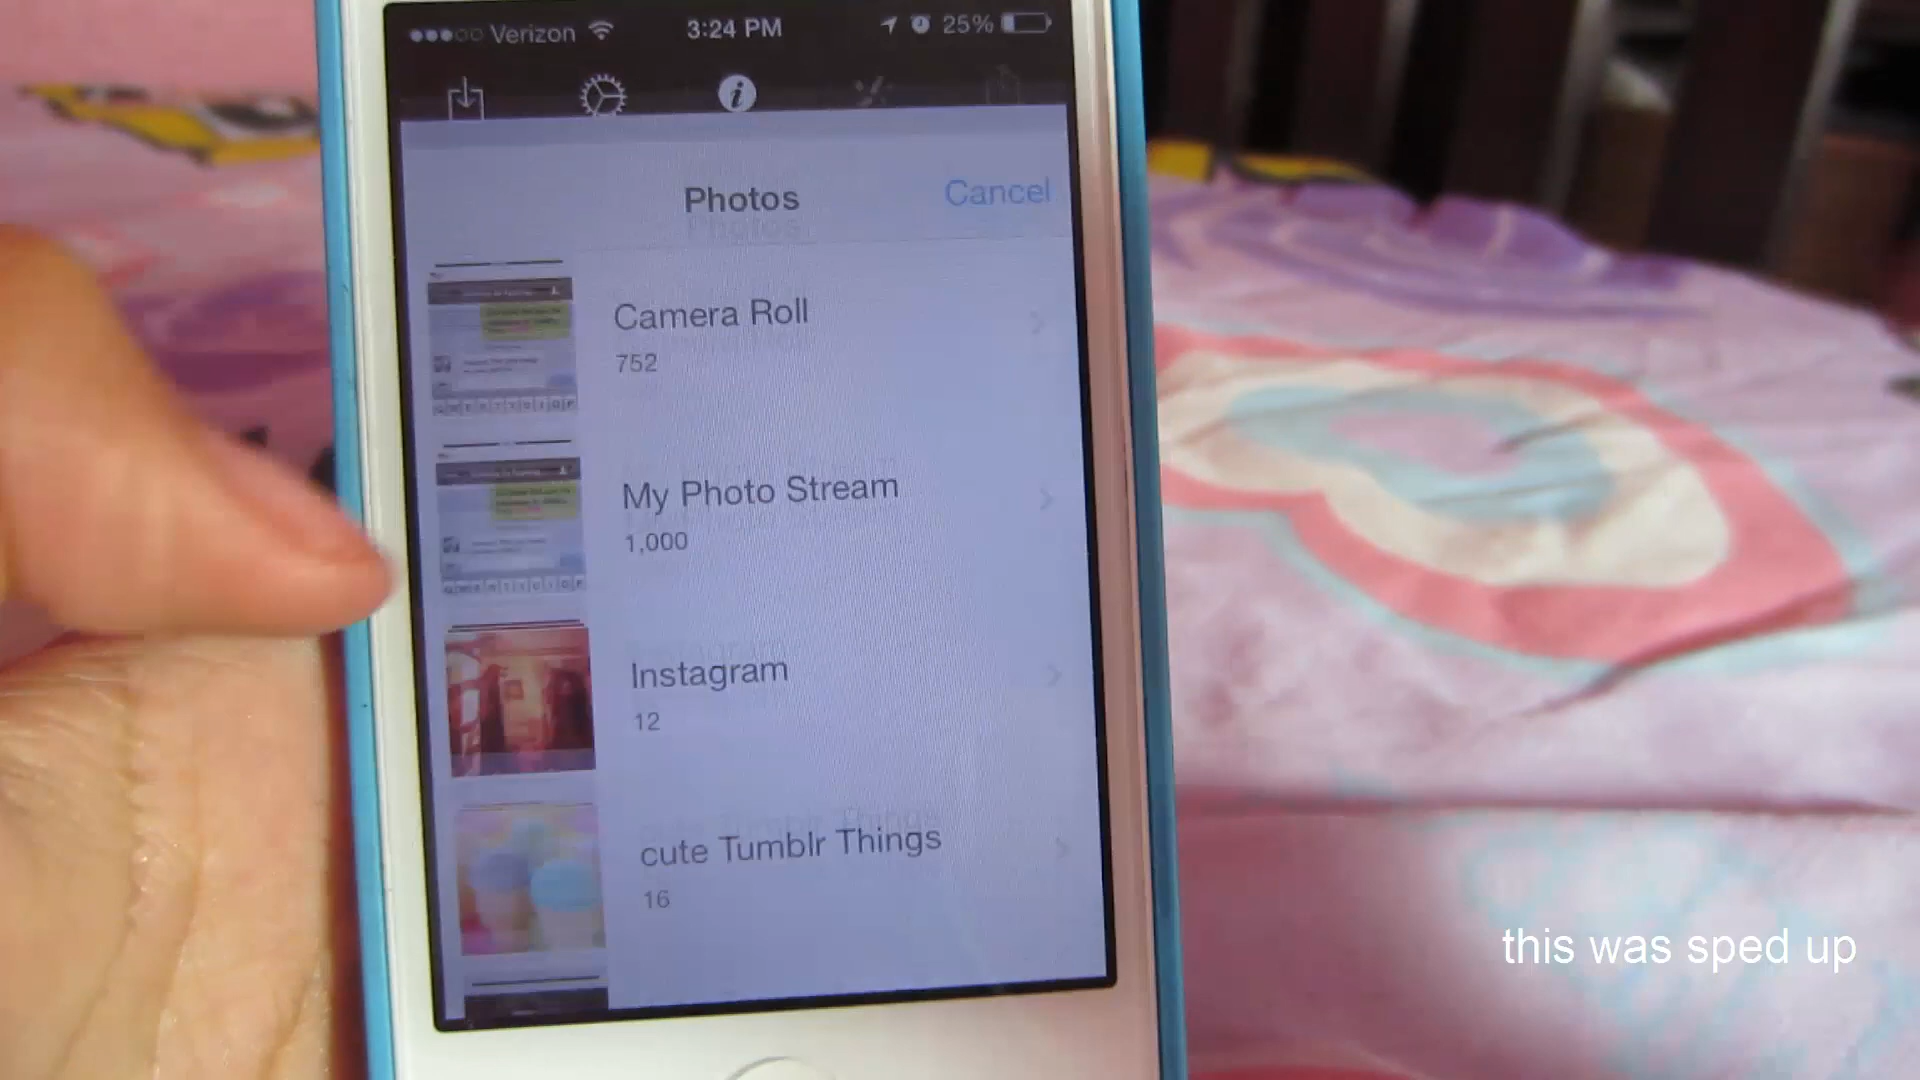 Verizon 3:24 PM 25%
Photos Cancel
Camera Roll
752
My Photo Stream
1,000
Instagram
12
cute Tumblr Things
16
this was sped up